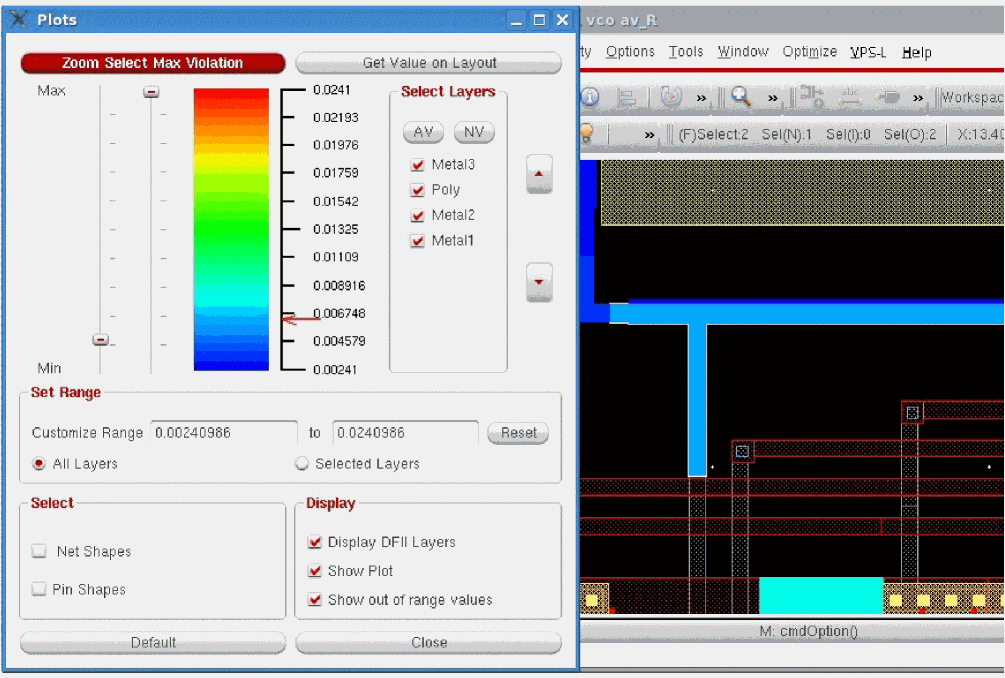 Plots
vco av_R
ty Options Tools Window Optimize VPS-L Help
Zoom Select Max Violation
Get Value on Layout
Max
Min
0.0241
0.02193
0.01976
0.01759
0.01542
0.01325
0.01109
0.008916
0.006748
0.004579
0.00241
Select Layers
AV NV
Metal3
Poly
Metal2
Metal1
» » abc » Workspac
» (F)Select:2 Sel(N):1 Sel(I):0 Sel(O):2 X:13.40
Set Range
Customize Range 0.00240986 to 0.0240986 Reset
All Layers Selected Layers
Select
Net Shapes
Pin Shapes
Display
Display DFII Layers
Show Plot
Show out of range values
Default Close
M: cmdOption()